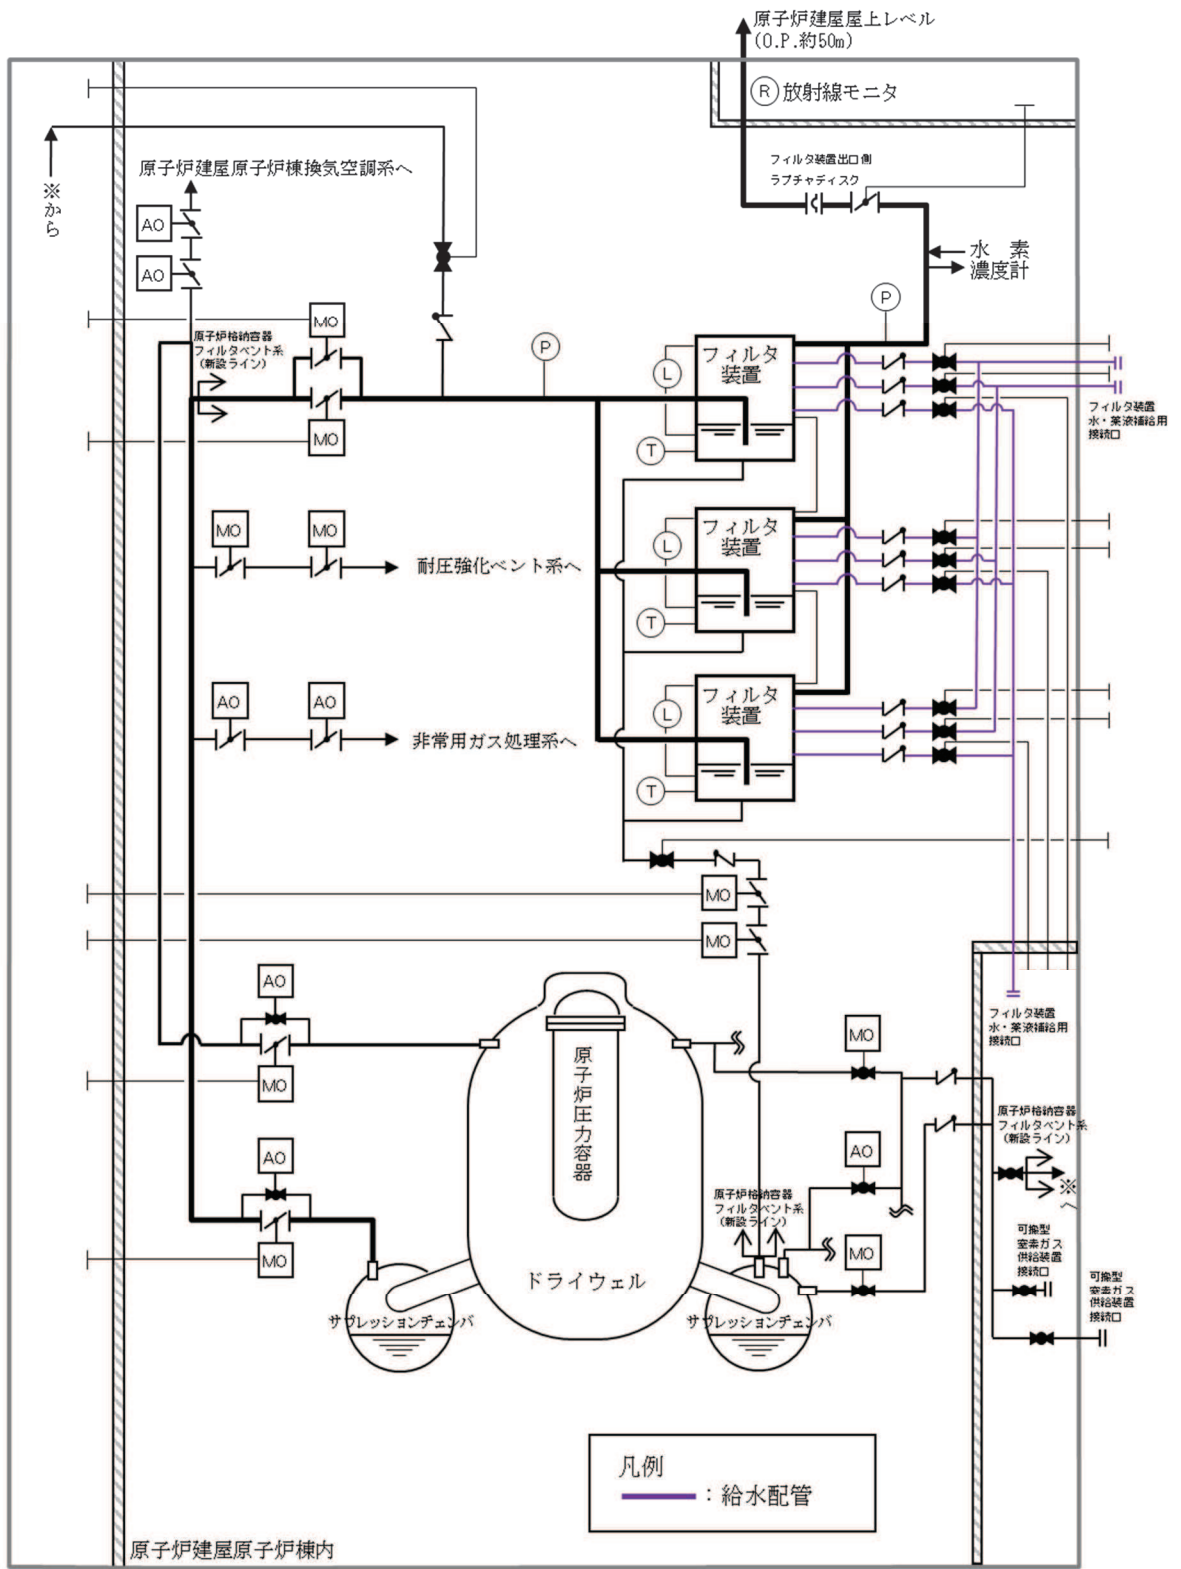 原子炉建屋屋上レベル
(O.P.約50m)
R 放射線モニタ
フィルタ装置出口側
ラプチャディスク
※から
原子炉建屋原子炉棟換気空調系へ
AO
AO
水 素
濃度計
P
P
MO
原子炉格納容器
フィルタベント系
(新設ライン)
MO
フィルタ
装置
L
T
フィルタ装置
水・薬液補給用
接続口
MO
MO
耐圧強化ベント系へ
フィルタ
装置
L
T
AO
AO
非常用ガス処理系へ
フィルタ
装置
L
T
MO
MO
AO
MO
AO
MO
原子炉圧力容器
ドライウェル
サプレッションチェンバ
サプレッションチェンバ
フィルタ装置
水・薬液補給用
接続口
MO
AO
MO
原子炉格納容器
フィルタベント系
(新設ライン)
原子炉格納容器
フィルタベント系
(新設ライン)
※へ
可搬型
窒素ガス
供給装置
接続口
可搬型
窒素ガス
供給装置
接続口
凡例
：給水配管
原子炉建屋原子炉棟内